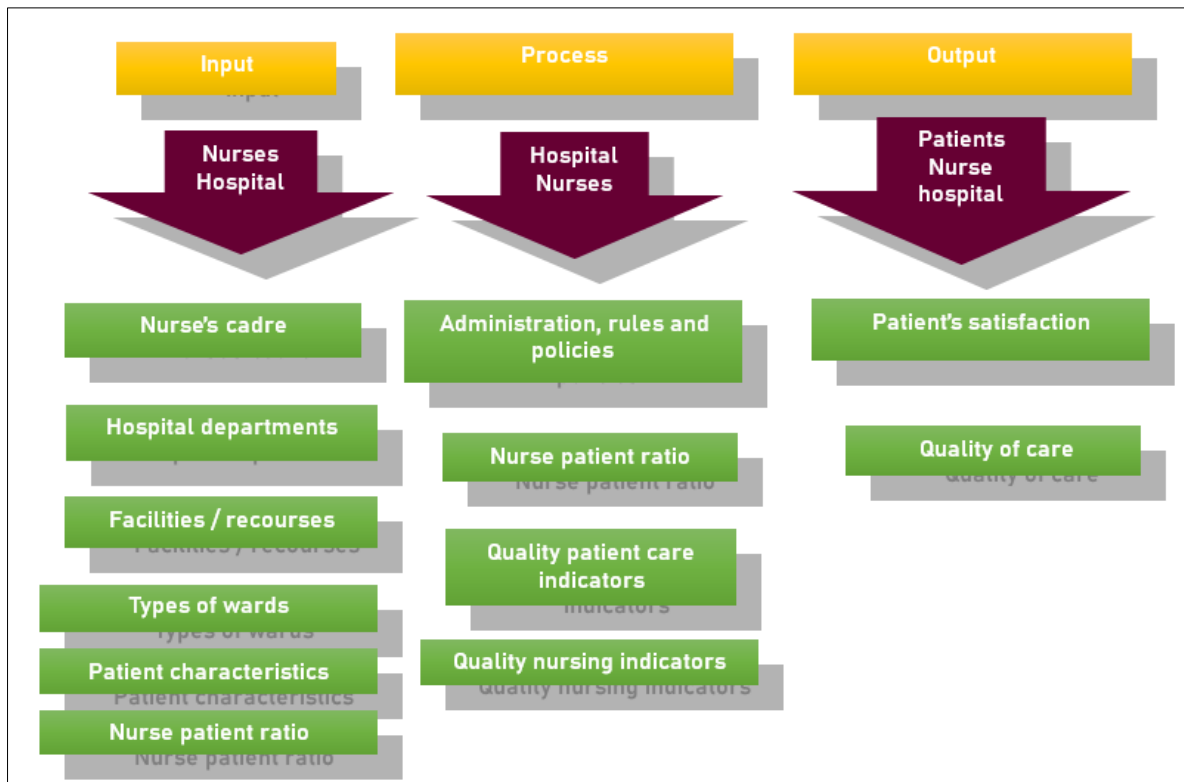 Input
Nurses
Hospital
Nurse's cadre
Hospital departments
Facilities / recourses
Types of wards
Patient characteristics
Nurse patient ratio
Process
Hospital
Nurses
Administration, rules and
policies
Nurse patient ratio
Quality patient care
indicators
Quality nursing indicators
Output
Patients
Nurse
hospital
Patient's satisfaction
Quality of care